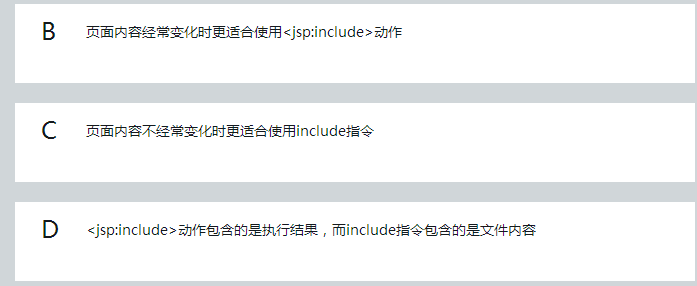 B 页面内容经常变化时更适合使用<jsp:include>动作
C 页面内容不经常变化时更适合使用include指令
D <jsp:include>动作包含的是执行结果，而include指令包含的是文件内容